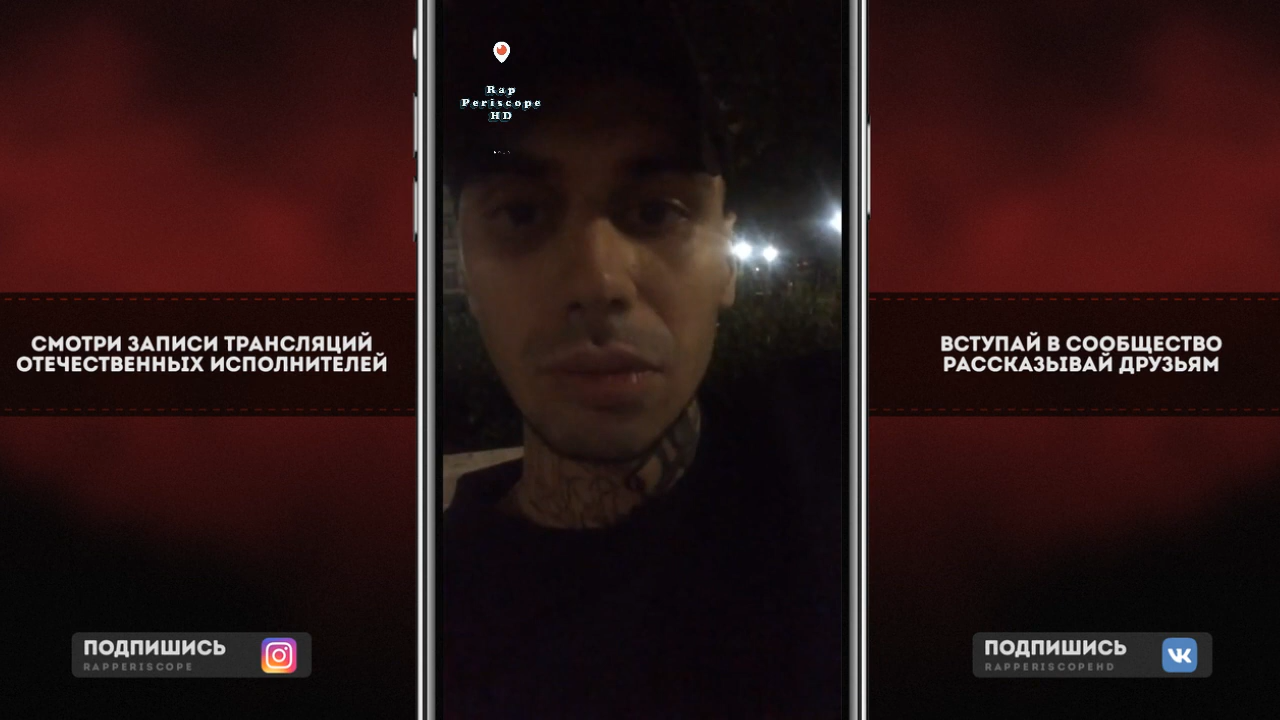 Rap
Periscope
HD
СМОТРИ ЗАПИСИ ТРАНСЛЯЦИЙ
ОТЕЧЕСТВЕННЫХ ИСПОЛНИТЕЛЕЙ
ВСТУПАЙ В СООБЩЕСТВО
РАССКАЗЫВАЙ ДРУЗЬЯМ
ПОДПИШИСЬ
RAPPERISCOPE
ПОДПИШИСЬ
RAPPERISCOPEHD